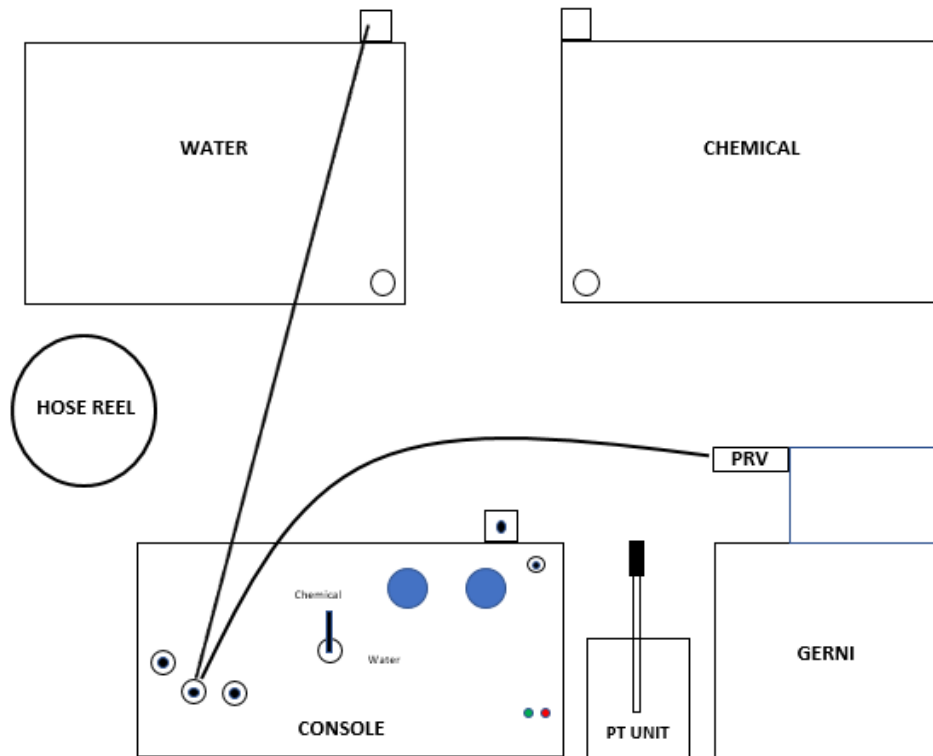 WATER
CHEMICAL
HOSE REEL
PRV
Chemical
Water
GERNI
CONSOLE
PT UNIT